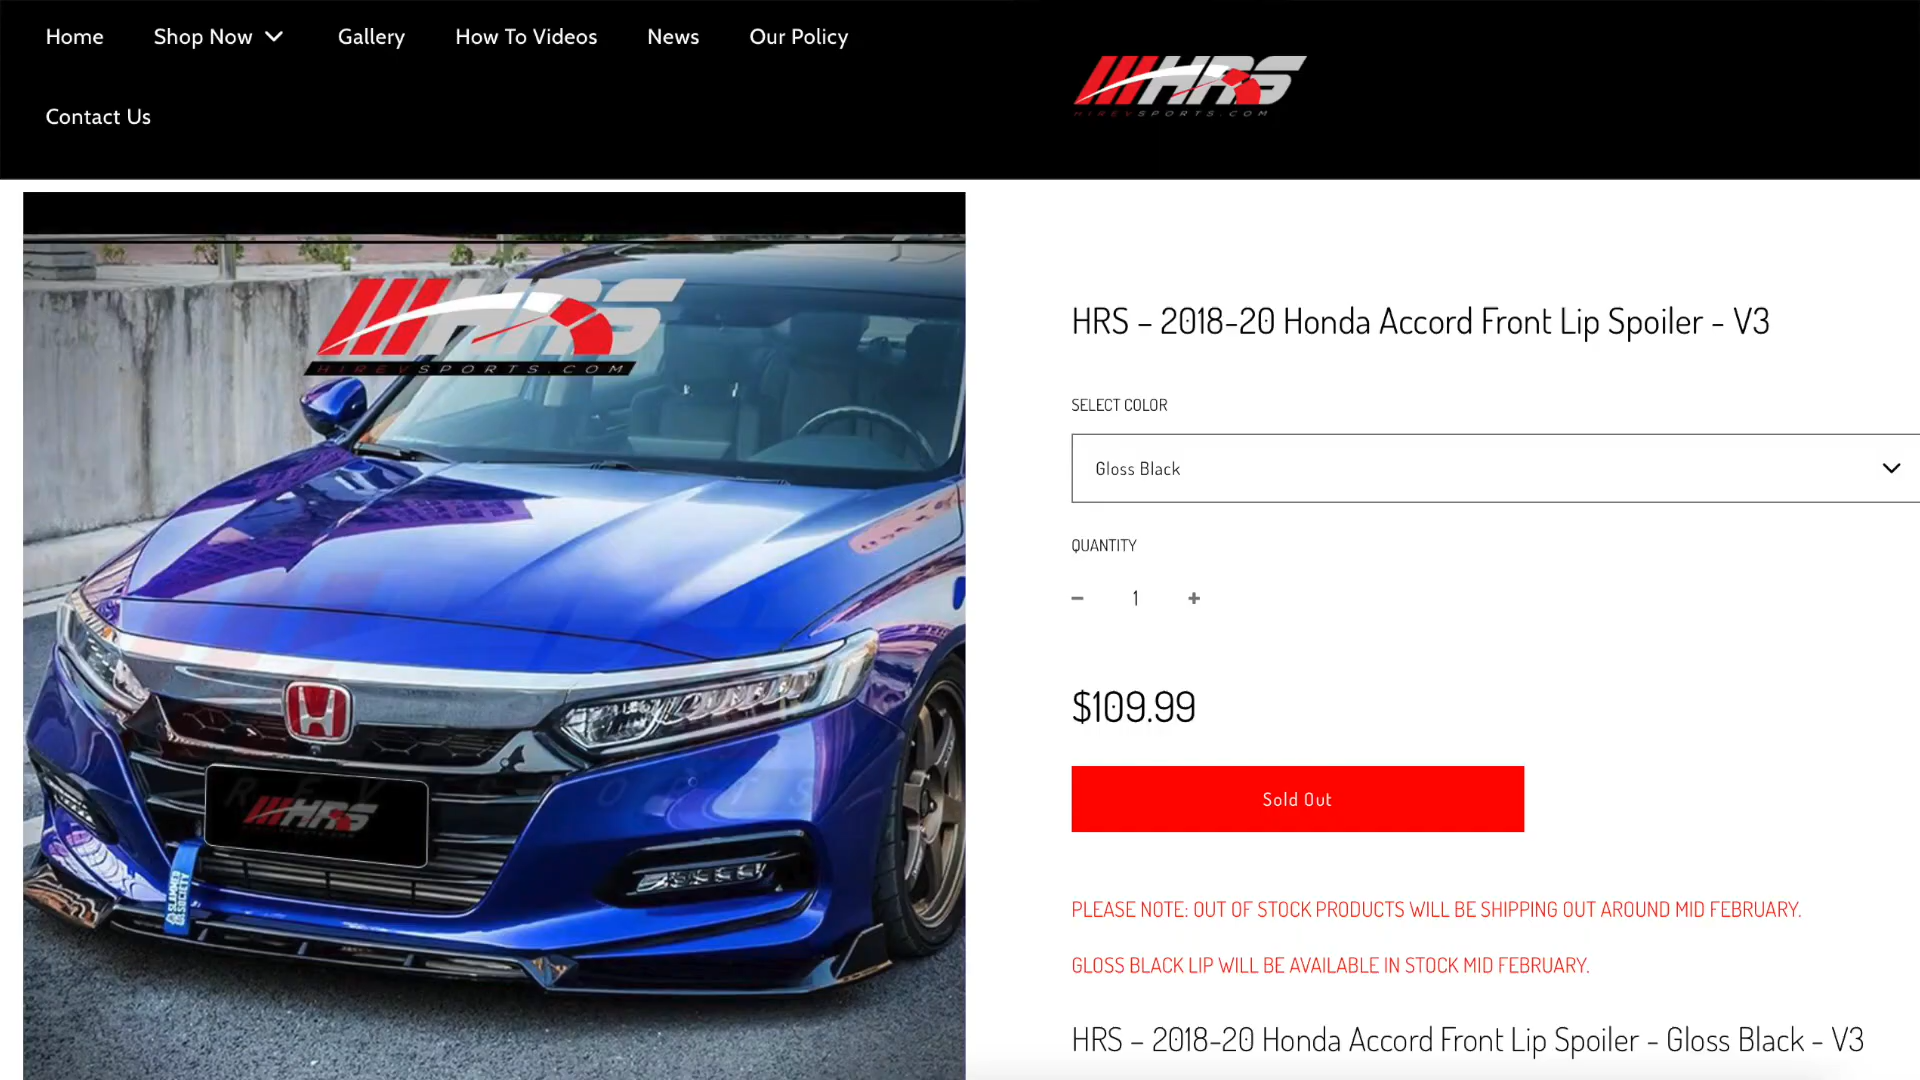 Home
Shop Now
Gallery
How To Videos
News
Our Policy
Contact Us
HRS
HIREVSPORTS.COM
HRS
HIREVSPORTS.COM
HRS
SLAMMED
SOCIETY
HRS – 2018-20 Honda Accord Front Lip Spoiler - V3
SELECT COLOR
Gloss Black
QUANTITY
1
$109.99
Sold Out
PLEASE NOTE: OUT OF STOCK PRODUCTS WILL BE SHIPPING OUT AROUND MID FEBRUARY.
GLOSS BLACK LIP WILL BE AVAILABLE IN STOCK MID FEBRUARY.
HRS – 2018-20 Honda Accord Front Lip Spoiler - Gloss Black - V3